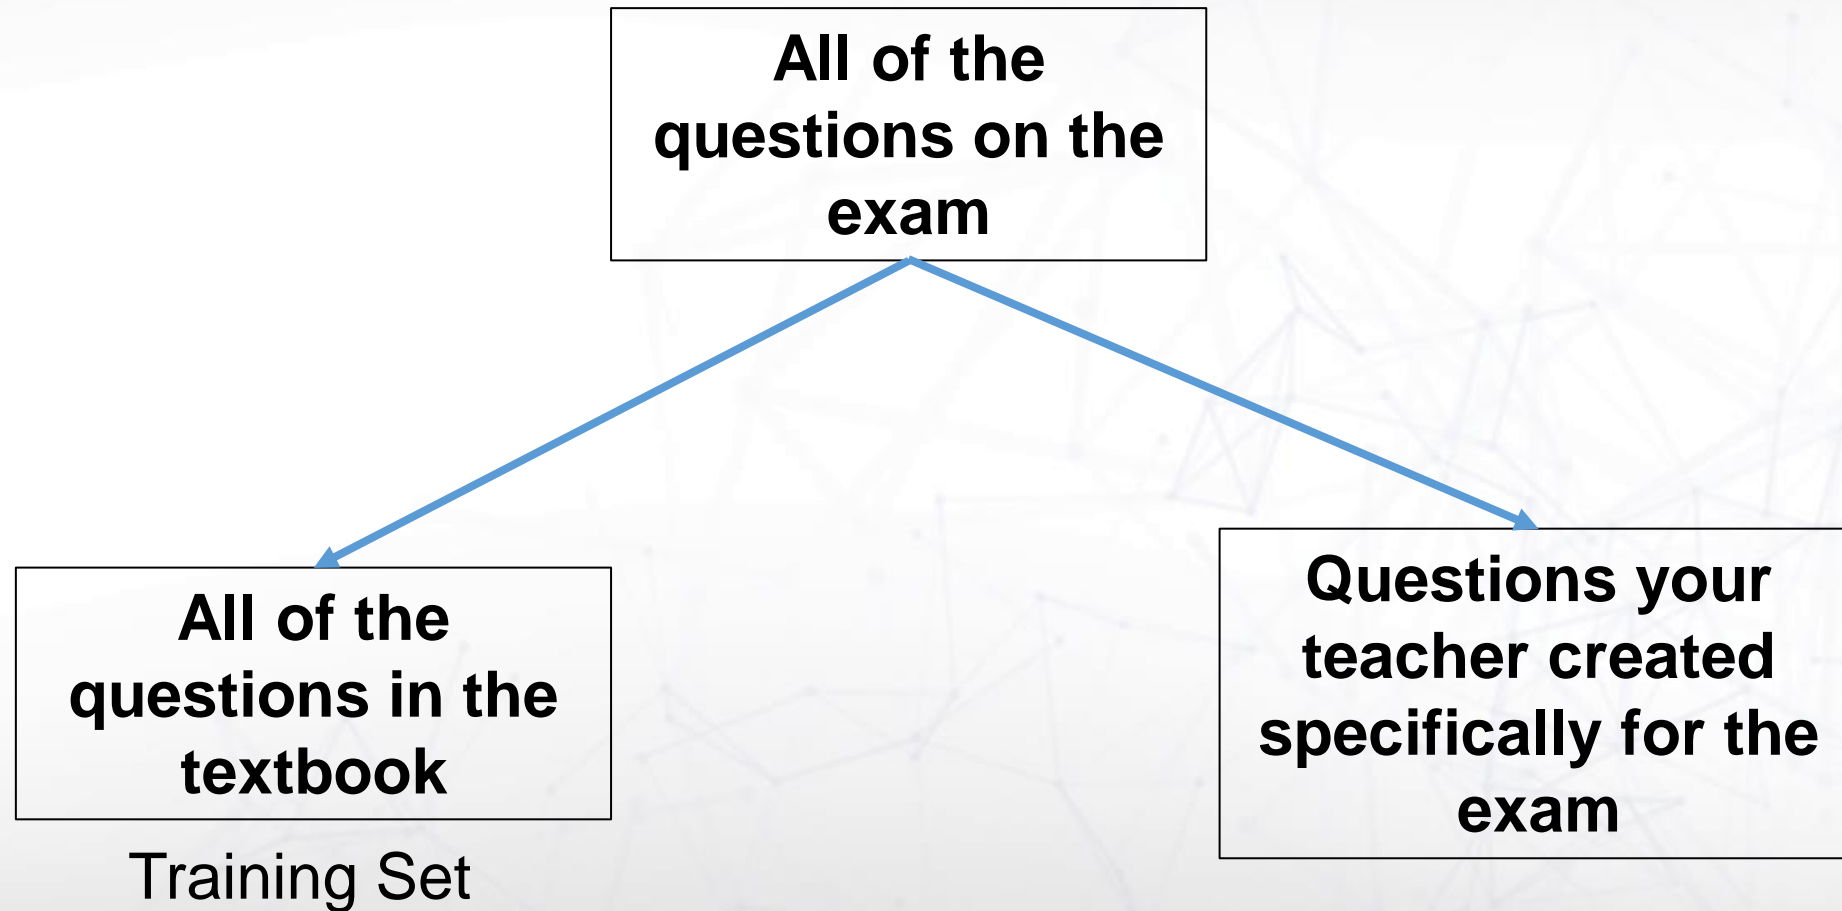 All of the
questions on the
exam
All of the
questions in the
textbook
Training Set
Questions your
teacher created
specifically for the
exam